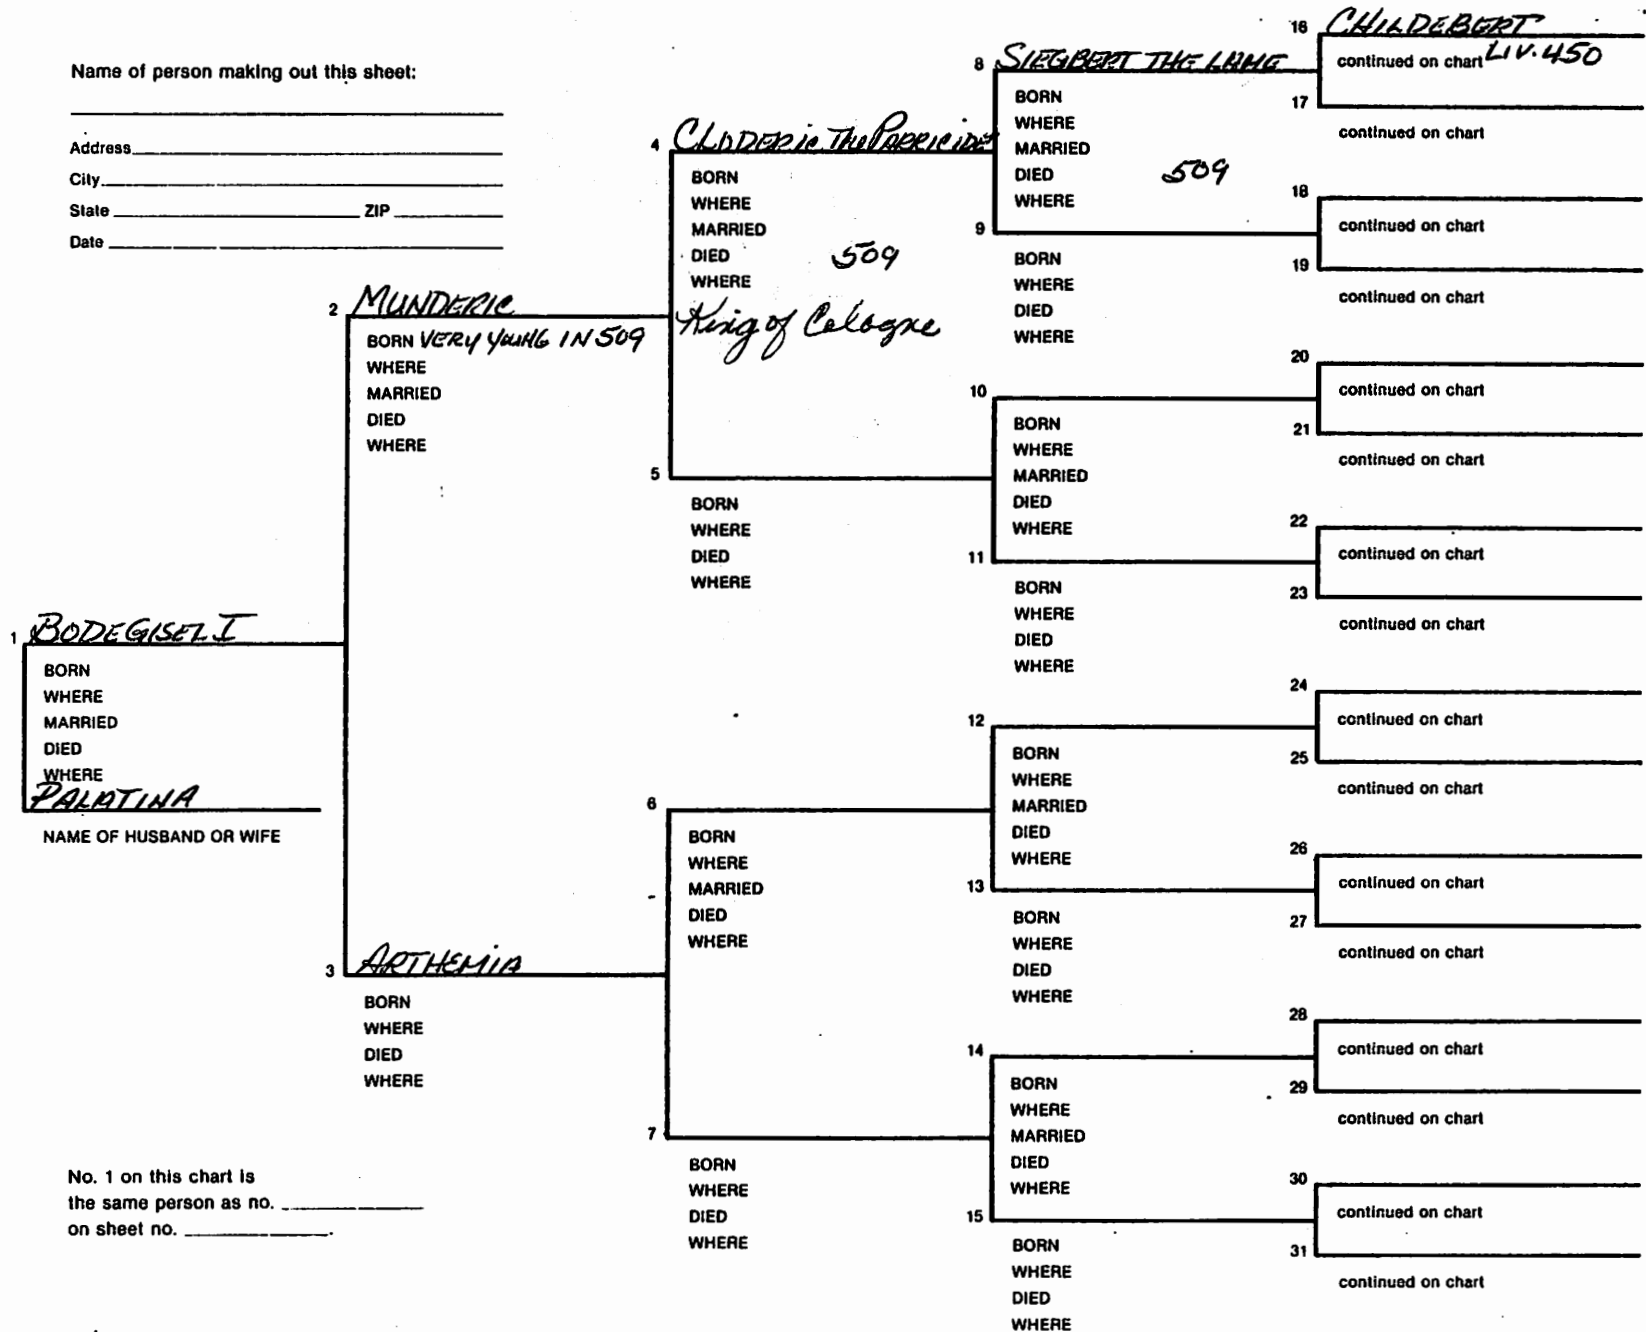 Name of person making out this sheet:
Address
City
State ZIP
Date
1 BODEGISEL I
BORN
WHERE
MARRIED
DIED
WHERE
PALATINA
NAME OF HUSBAND OR WIFE
No. 1 on this chart is
the same person as no.
on sheet no.
2 MUNDERIC
BORN VERY YOUNG IN 509
WHERE
MARRIED
DIED
WHERE
3 ARTHEMIA
BORN
WHERE
DIED
WHERE
4 CLODERIC THE PARRICIDE
BORN
WHERE
MARRIED
DIED 509
WHERE
King of Cologne
5
BORN
WHERE
DIED
WHERE
6
BORN
WHERE
MARRIED
DIED
WHERE
7
BORN
WHERE
DIED
WHERE
8 SIEGBERT THE LAME
BORN
WHERE
MARRIED
DIED 509
WHERE
9
BORN
WHERE
DIED
WHERE
10
BORN
WHERE
MARRIED
DIED
WHERE
11
BORN
WHERE
DIED
WHERE
12
BORN
WHERE
MARRIED
DIED
WHERE
13
BORN
WHERE
DIED
WHERE
14
BORN
WHERE
MARRIED
DIED
WHERE
15
BORN
WHERE
DIED
WHERE
16 CHILDEBERT
continued on chart LIV. 450
17
continued on chart
18
continued on chart
19
continued on chart
20
continued on chart
21
continued on chart
22
continued on chart
23
continued on chart
24
continued on chart
25
continued on chart
26
continued on chart
27
continued on chart
28
continued on chart
29
continued on chart
30
continued on chart
31
continued on chart